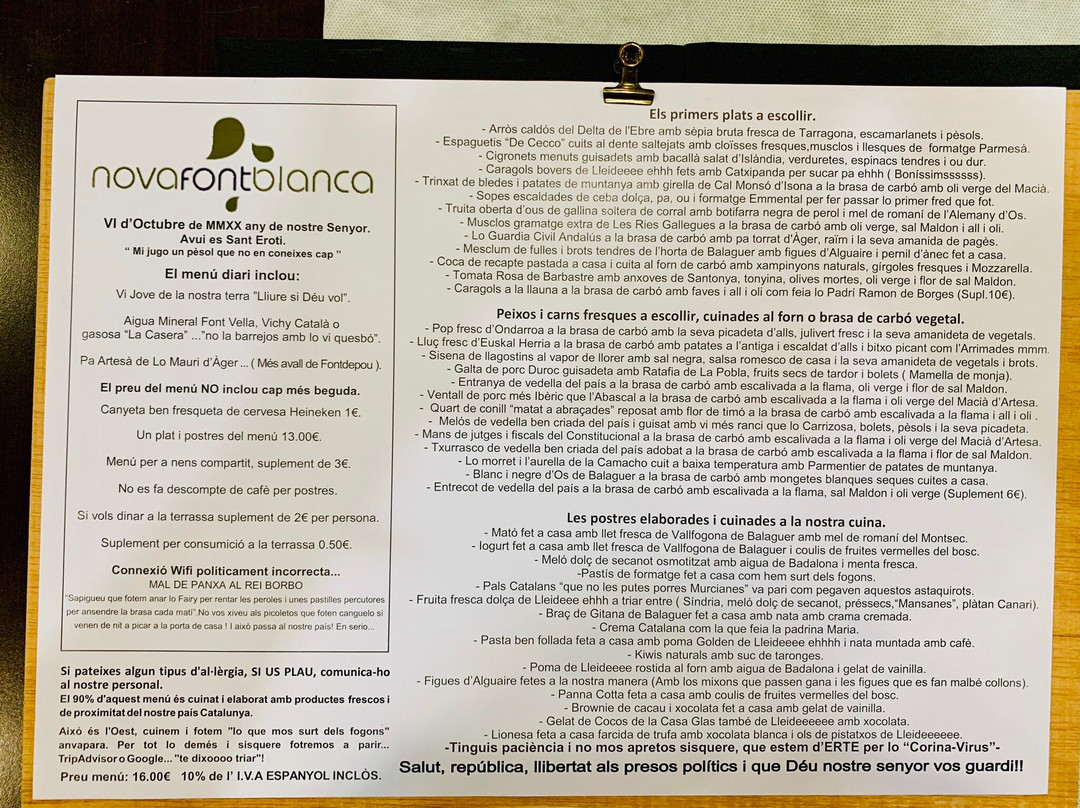 novafontblanca
VI d'Octubre de MMXX any de nostre Senyor.
Avui es Sant Eroti.
“ Mi jugo un pèsol que no en coneixes cap ”
El menú diari inclou:
Vi Jove de la nostra terra "Lliure si Déu vol”.
Aigua Mineral Font Vella, Vichy Català o
gasosa “La Casera” ...”no la barrejos amb lo vi quesbó”.
Pa Artesà de Lo Mauri d'Àger ... ( Més avall de Fontdepou ).
El preu del menú NO inclou cap més beguda.
Canyeta ben fresqueta de cervesa Heineken 1€.
Un plat i postres del menú 13.00€.
Menú per a nens compartit, suplement de 3€.
No es fa descompte de cafè per postres.
Si vols dinar a la terrassa suplement de 2€ per persona.
Suplement per consumició a la terrassa 0.50€.
Connexió Wifi políticament incorrecta...
MAL DE PANXA AL REI BORBO
“Sapigueu que fotem anar lo Fairy per rentar les peroles i unes pastilles percutores
per ansendre la brasa cada matí”.No vos xiveu als picoletos que foten canguelo si
venen de nit a picar a la porta de casa ! I això passa al nostre país! En serio...
Si pateixes algun tipus d'al·lèrgia, SI US PLAU, comunica-ho
al nostre personal.
El 90% d'aquest menú és cuinat i elaborat amb productes frescos i
de proximitat del nostre país Catalunya.
Això és l'Oest, cuinem i fotem "lo que mos surt dels fogons"
anvapara. Per tot lo demés i sisquere fotremos a parir...
TripAdvisor o Google... "te dixoooo triar"!
Preu menú: 16.00€ 10% de l' I.V.A ESPANYOL INCLÒS.
Els primers plats a escollir.
- Arròs caldós del Delta de l'Ebre amb sèpia bruta fresca de Tarragona, escamarlanets i pèsols.
- Espaguetis “De Cecco” cuits al dente saltejats amb cloïsses fresques,musclos i llesques de formatge Parmesà.
- Cigronets menuts guisadets amb bacallà salat d'Islàndia, verduretes, espinacs tendres i ou dur.
- Caragols bovers de Lleideeee ehhh fets amb Catxipanda per sucar pa ehhh ( Boníssimssssss).
- Trinxat de bledes i patates de muntanya amb girella de Cal Monsó d'Isona a la brasa de carbó amb oli verge del Macià.
- Sopes escaldades de ceba dolça, pa, ou i formatge Emmental per fer passar lo primer fred que fot.
- Truita oberta d'ous de gallina soltera de corral amb botifarra negra de perol i mel de romaní de l'Alemany d'Os.
- Musclos gramatge extra de Les Ries Gallegues a la brasa de carbó amb oli verge, sal Maldon i all i oli.
- Lo Guardia Civil Andalús a la brasa de carbó amb pa torrat d'Àger, raïm i la seva amanida de pagès.
- Mesclum de fulles i brots tendres de l'horta de Balaguer amb figues d'Alguaire i pernil d'ànec fet a casa.
- Coca de recapte pastada a casa i cuita al forn de carbó amb xampinyons naturals, gírgoles fresques i Mozzarella.
- Tomata Rosa de Barbastre amb anxoves de Santonya, tonyina, olives mortes, oli verge i flor de sal Maldon.
- Caragols a la llauna a la brasa de carbó amb faves i all i oli com feia lo Padrí Ramon de Borges (Supl.10€).
Peixos i carns fresques a escollir, cuinades al forn o brasa de carbó vegetal.
- Pop fresc d'Ondarroa a la brasa de carbó amb la seva picadeta d'alls, julivert fresc i la seva amanideta de vegetals.
- Lluç fresc d'Euskal Herria a la brasa de carbó amb patates a l'antiga i escaldat d'alls i bitxo picant com l'Arrimades mmm.
- Sisena de llagostins al vapor de llorer amb sal negra, salsa romesco de casa i la seva amanideta de vegetals i brots.
- Galta de porc Duroc guisadeta amb Ratafia de La Pobla, fruits secs de tardor i bolets ( Mamella de monja).
- Entranya de vedella del país a la brasa de carbó amb escalivada a la flama, oli verge i flor de sal Maldon.
- Ventall de porc més Ibèric que l'Abascal a la brasa de carbó amb escalivada a la flama i oli verge del Macià d'Artesa.
- Quart de conill “matat a abraçades” reposat amb flor de timó a la brasa de carbó amb escalivada a la flama i all i oli .
- Melós de vedella ben criada del país i guisat amb vi més ranci que lo Carrizosa, bolets, pèsols i la seva picadeta.
- Mans de jutges i fiscals del Constitucional a la brasa de carbó amb escalivada a la flama i oli verge del Macià d'Artesa.
- Txurrasco de vedella ben criada del país adobat a la brasa de carbó amb escalivada a la flama i flor de sal Maldon.
- Lo morret i l'aurella de la Camacho cuit a baixa temperatura amb Parmentier de patates de muntanya.
- Blanc i negre d'Os de Balaguer a la brasa de carbó amb mongetes blanques seques cuites a casa.
- Entrecot de vedella del país a la brasa de carbó amb escalivada a la flama, sal Maldon i oli verge (Suplement 6€).
Les postres elaborades i cuinades a la nostra cuina.
- Mató fet a casa amb llet fresca de Vallfogona de Balaguer amb mel de romaní del Montsec.
- Iogurt fet a casa amb llet fresca de Vallfogona de Balaguer i coulis de fruites vermelles del bosc.
- Meló dolç de secanot osmotitzat amb aigua de Badalona i menta fresca.
-Pastís de formatge fet a casa com hem surt dels fogons.
- Pals Catalans “que no les putes porres Murcianes” va pari com pegaven aquestos astaquirots.
- Fruita fresca dolça de Lleideee ehhh a triar entre ( Síndria, meló dolç de secanot, préssecs,“Mansanes”, plàtan Canari).
- Braç de Gitana de Balaguer fet a casa amb nata amb crama cremada.
- Crema Catalana com la que feia la padrina Maria.
- Pasta ben follada feta a casa amb poma Golden de Lleideeee ehhhh i nata muntada amb cafè.
- Kiwis naturals amb suc de taronges.
- Poma de Lleideeee rostida al forn amb aigua de Badalona i gelat de vainilla.
- Figues d'Alguaire fetes a la nostra manera (Amb los mixons que passen gana i les figues que es fan malbé collons).
- Panna Cotta feta a casa amb coulis de fruites vermelles del bosc.
- Brownie de cacau i xocolata feta a casa amb gelat de vainilla.
- Gelat de Cocos de la Casa Glas també de Lleideeeeee amb xocolata.
- Lionesa feta a casa farcida de trufa amb xocolata blanca i ols de pistatxos de Lleideeeeee.
-Tinguis paciència i no mos apretos sisquere, que estem d'ERTE per lo “Corina-Virus”-
Salut, república, llibertat als presos polítics i que Déu nostre senyor vos guardi!!